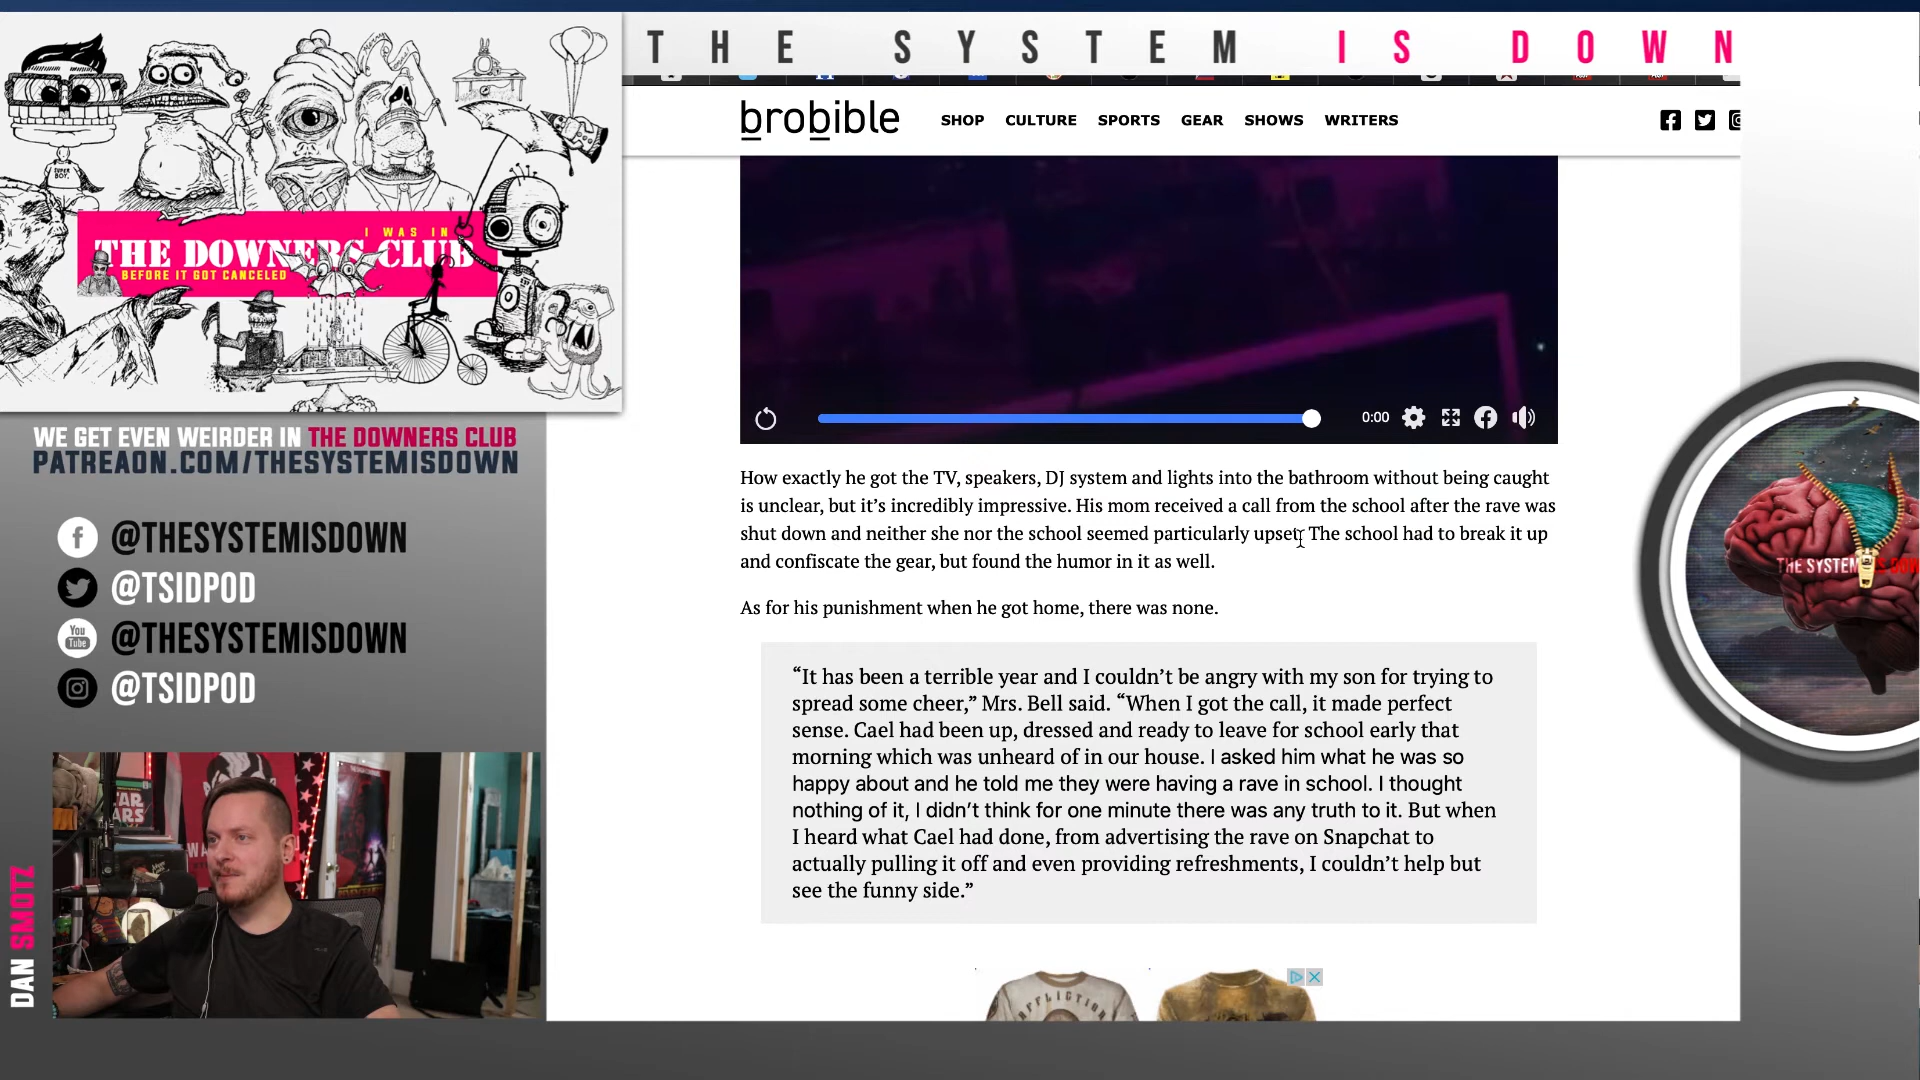 THE SYSTEM IS DOWN
brobible
SHOP CULTURE SPORTS GEAR SHOWS WRITERS
SUPER
BOY.
I WAS IN
THE DOWNERS CLUB
BEFORE IT GOT CANCELED
WE GET EVEN WEIRDER IN THE DOWNERS CLUB
PATREON.COM/THESYSTEMISDOWN
@THESYSTEMISDOWN
@TSIDPOD
You
Tube
@THESYSTEMISDOWN
@TSIDPOD
DAN SMOTZ
0:00
How exactly he got the TV, speakers, DJ system and lights into the bathroom without being caught
is unclear, but it’s incredibly impressive. His mom received a call from the school after the rave was
shut down and neither she nor the school seemed particularly upset. The school had to break it up
and confiscate the gear, but found the humor in it as well.
As for his punishment when he got home, there was none.
“It has been a terrible year and I couldn’t be angry with my son for trying to
spread some cheer,” Mrs. Bell said. “When I got the call, it made perfect
sense. Cael had been up, dressed and ready to leave for school early that
morning which was unheard of in our house. I asked him what he was so
happy about and he told me they were having a rave in school. I thought
nothing of it, I didn’t think for one minute there was any truth to it. But when
I heard what Cael had done, from advertising the rave on Snapchat to
actually pulling it off and even providing refreshments, I couldn’t help but
see the funny side.”
AFFLICTION
THE SYSTEM IS DOW